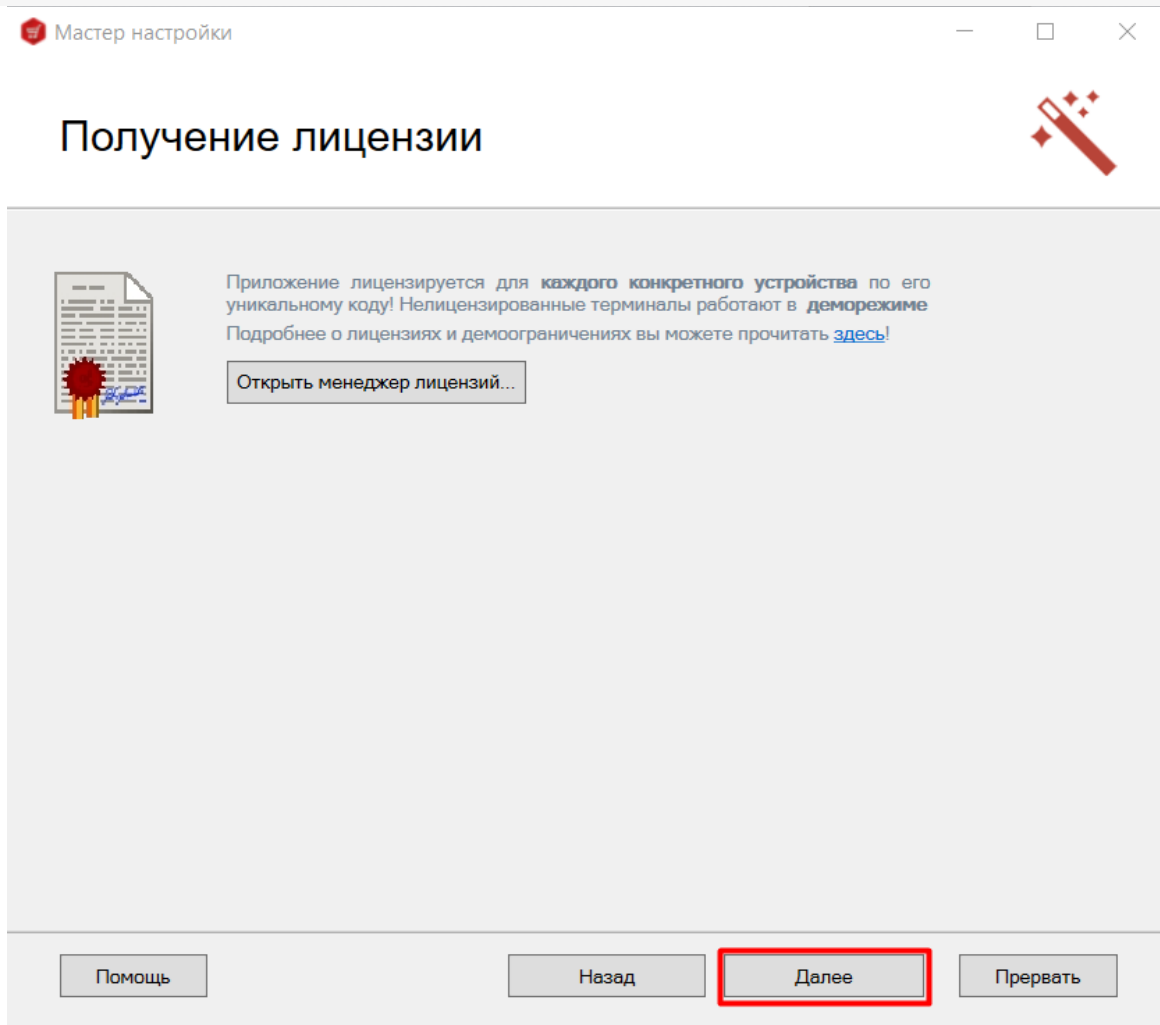 Мастер настройки
Получение лицензии
Приложение лицензируется для каждого конкретного устройства по его
уникальному коду! Нелицензированные терминалы работают в деморежиме
Подробнее о лицензиях и демоограничениях вы можете прочитать здесь!
Открыть менеджер лицензий...
Помощь
Назад
Далее
Прервать